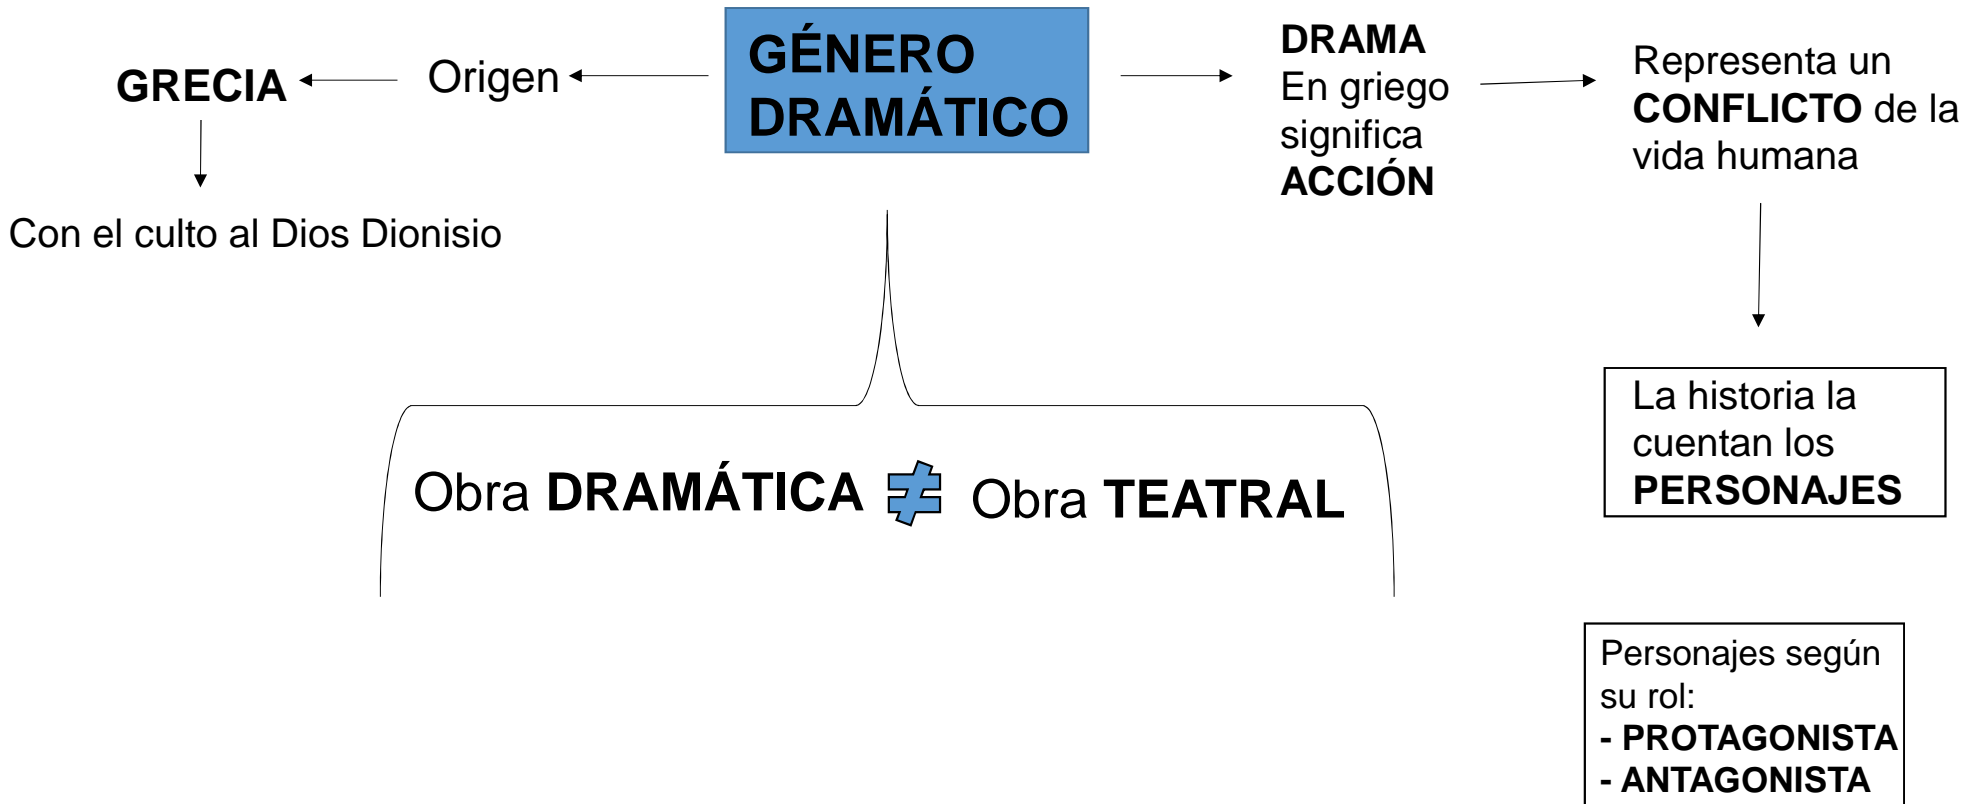 GÉNERO
DRAMÁTICO
Origen
GRECIA
Con el culto al Dios Dionisio
DRAMA
En griego
significa
ACCIÓN
Representa un
CONFLICTO de la
vida humana
La historia la
cuentan los
PERSONAJES
Obra DRAMÁTICA ≠ Obra TEATRAL
Personajes según
su rol:
- PROTAGONISTA
- ANTAGONISTA